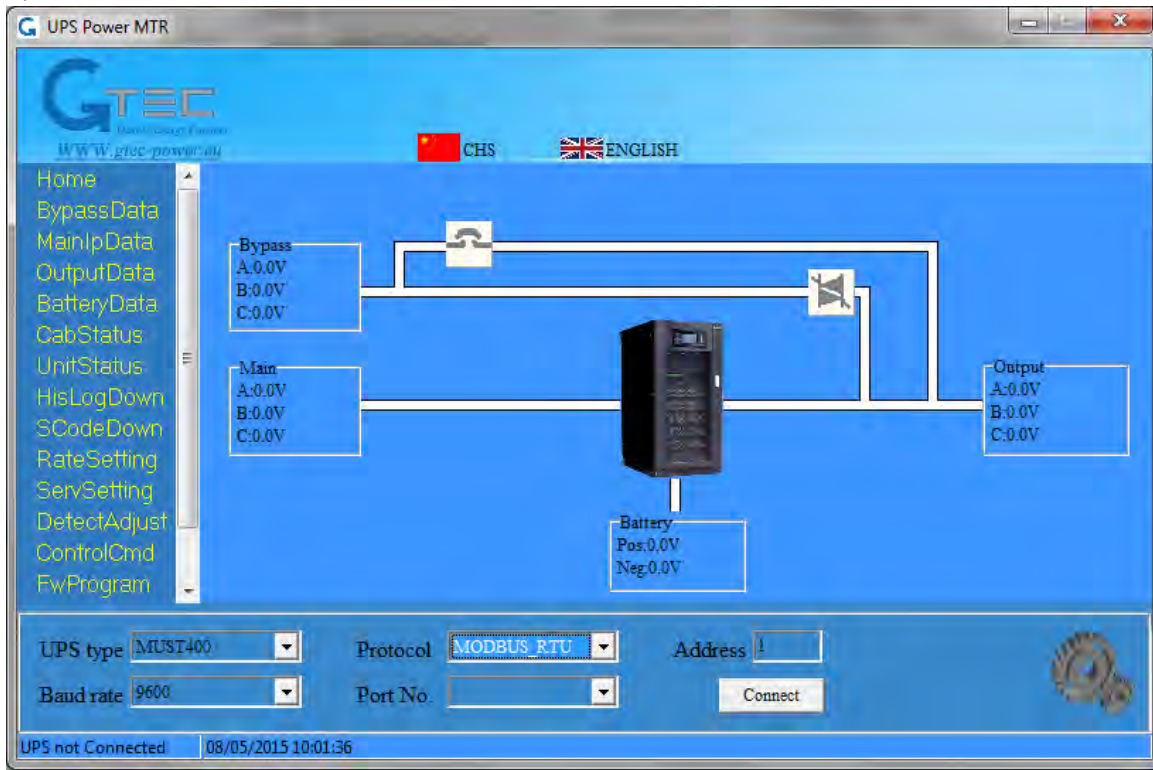 UPS Power MTR
GTEC
WWW.gtec-power.eu
CHS
ENGLISH
Home
BypassData
MainIpData
OutputData
BatteryData
CabStatus
UnitStatus
HisLogDown
SCodeDown
RateSetting
ServSetting
DetectAdjust
ControlCmd
FwProgram
Bypass
A:0.0V
B:0.0V
C:0.0V
Main
A:0.0V
B:0.0V
C:0.0V
Output
A:0.0V
B:0.0V
C:0.0V
Battery
Pos:0.0V
Neg:0.0V
UPS type MUST400
Protocol MODBUS_RTU
Address 1
Baud rate 9600
Port No.
Connect
UPS not Connected
08/05/2015 10:01:36